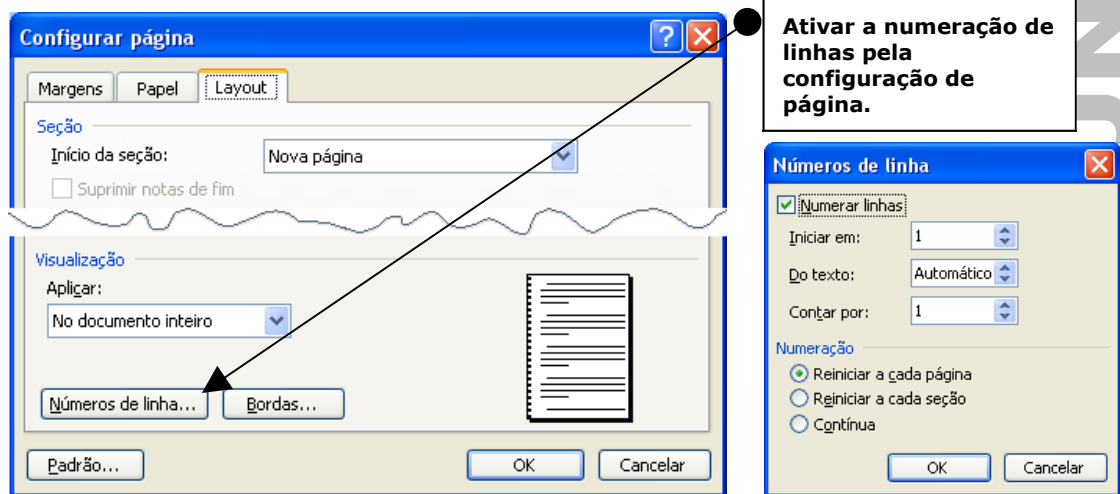 Configurar página
Margens Papel Layout
Seção
Início da seção: Nova página
Suprimir notas de fim
Visualização
Aplicar:
No documento inteiro
Números de linha... Bordas...
Padrão... OK Cancelar
Ativar a numeração de
linhas pela
configuração de
página.
Números de linha
Numerar linhas
Iniciar em: 1
Do texto: Automático
Contar por: 1
Numeração
Reiniciar a cada página
Reiniciar a cada seção
Contínua
OK Cancelar